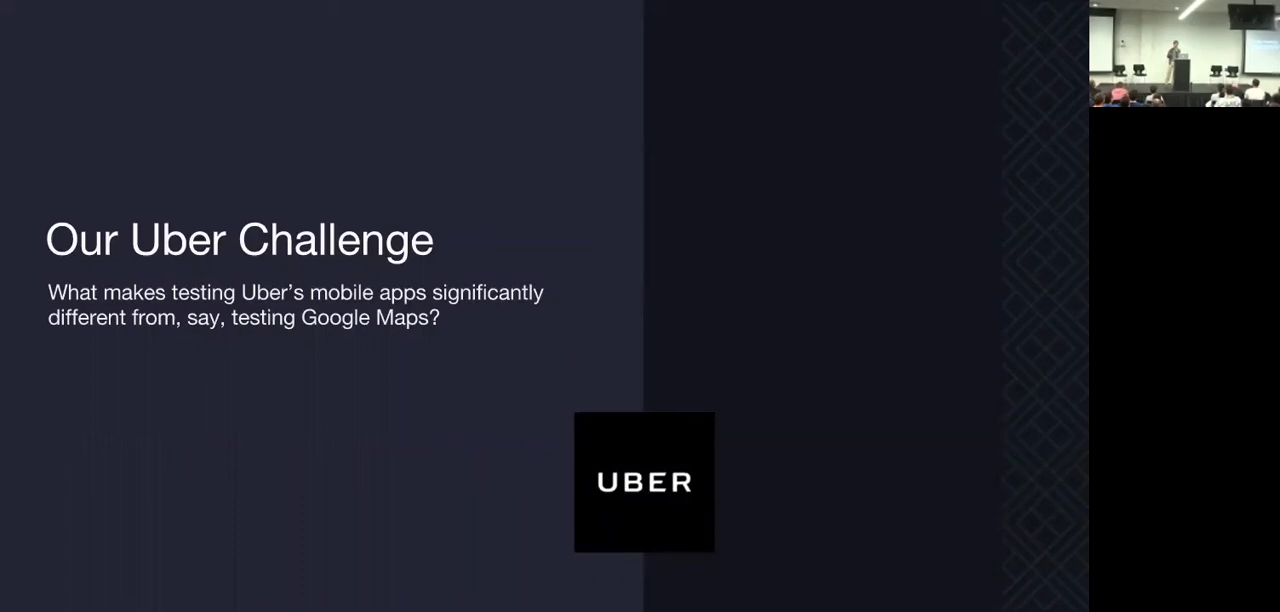 Our Uber Challenge
What makes testing Uber's mobile apps significantly
different from, say, testing Google Maps?
UBER